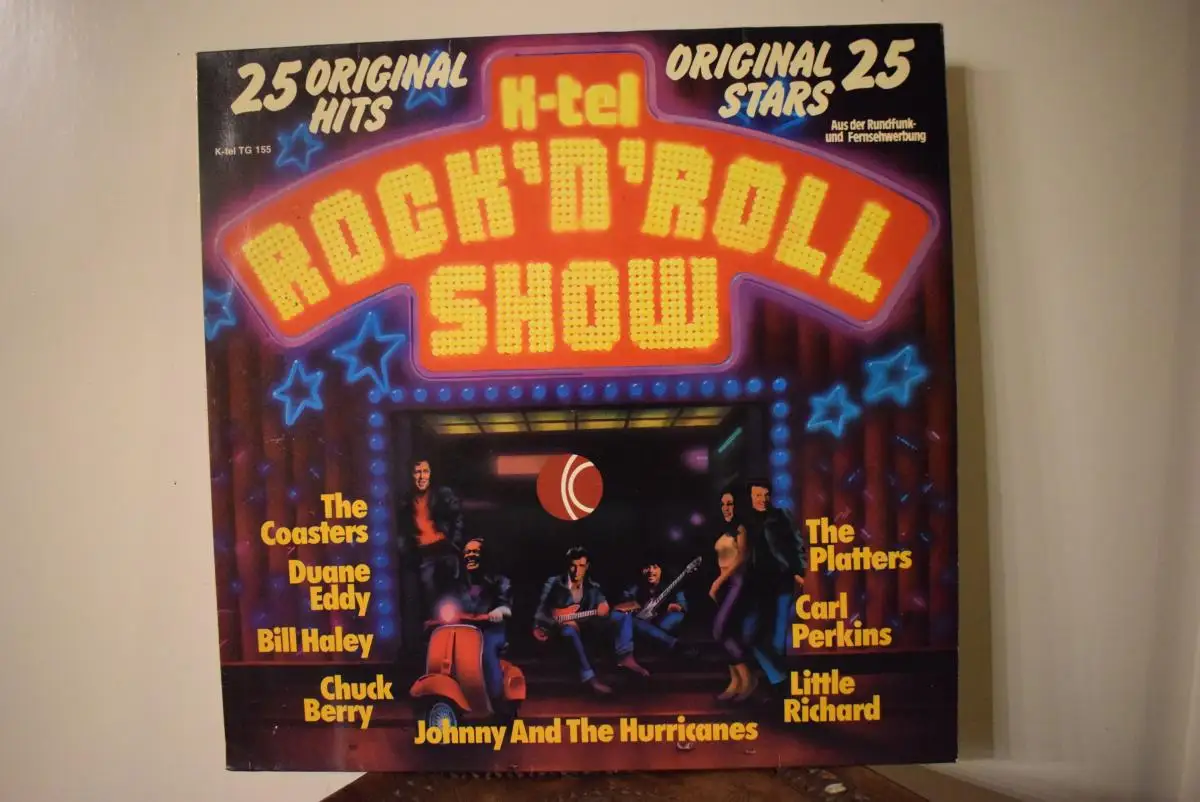 25 ORIGINAL
HITS
ORIGINAL 25
STARS
Aus der Rundfunk-
und Fernsehwerbung
K-tel TG 155
K-tel
ROCK'N'ROLL
SHOW
The
Coasters
Duane
Eddy
Bill Haley
Chuck
Berry
Johnny And The Hurricanes
The
Platters
Carl
Perkins
Little
Richard